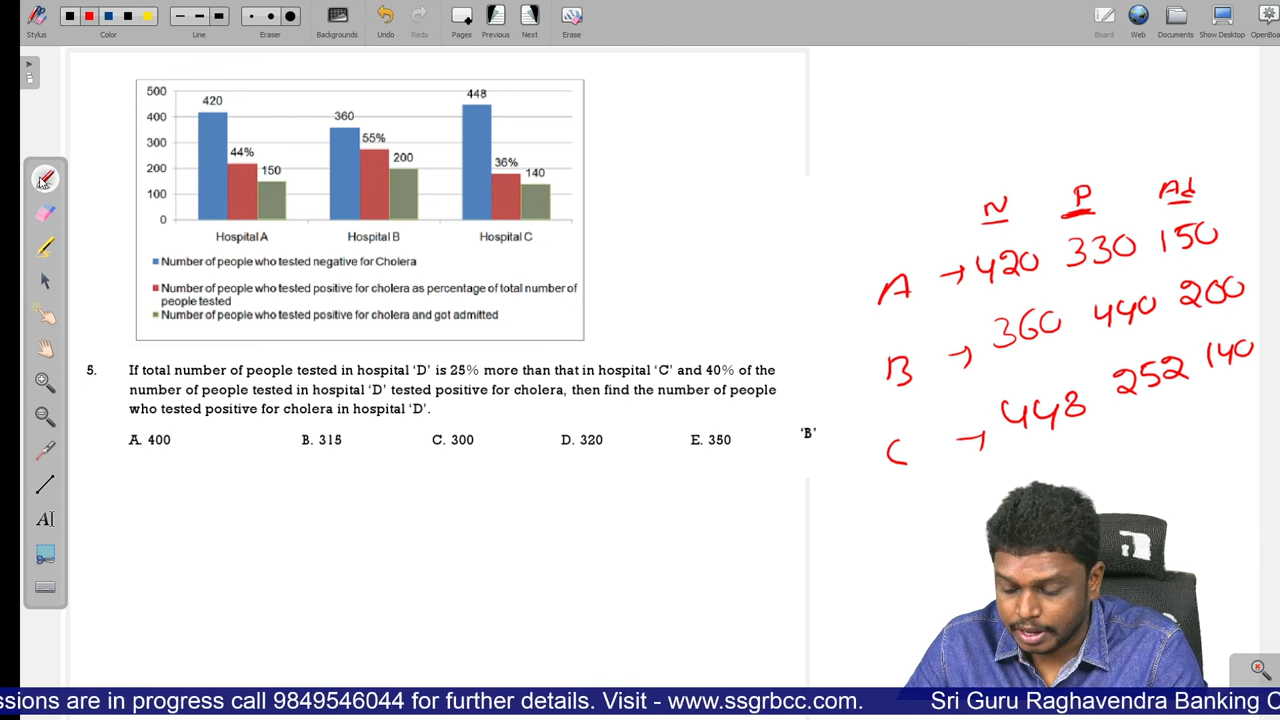 Stylus
Color
Line
Eraser
Backgrounds
Undo
Redo
Pages
Previous
Next
Erase
Board
Web
Documents
Show Desktop
OpenBoa
500
400
300
200
100
0
420
44%
150
360
55%
200
448
36%
140
Hospital A
Hospital B
Hospital C
Number of people who tested negative for Cholera
Number of people who tested positive for cholera as percentage of total number of
people tested
Number of people who tested positive for cholera and got admitted
5. If total number of people tested in hospital ‘D’ is 25% more than that in hospital ‘C’ and 40% of the
number of people tested in hospital ‘D’ tested positive for cholera, then find the number of people
who tested positive for cholera in hospital ‘D’.
A. 400 B. 315 C. 300 D. 320 E. 350
‘B’
N P Ad
A → 420 330 150
B → 360 440 200
C → 448 252 140
AI
ssions are in progress call 9849546044 for further details. Visit - www.ssgrbcc.com. Sri Guru Raghavendra Banking C